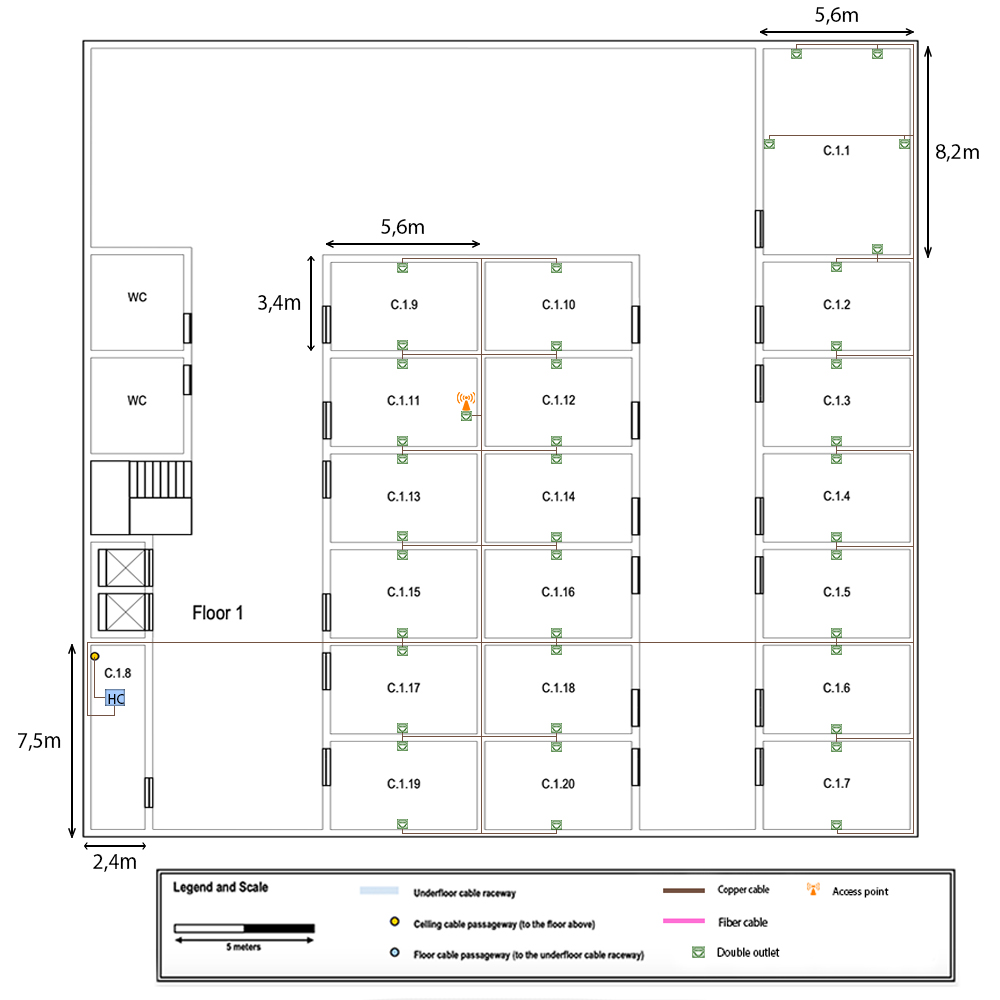 5,6m
8,2m
C.1.1
5,6m
3,4m
WC
C.1.9
C.1.10
C.1.2
WC
C.1.11
C.1.12
C.1.3
C.1.13
C.1.14
C.1.4
C.1.15
C.1.16
C.1.5
Floor 1
C.1.8
HC
C.1.17
C.1.18
C.1.6
7,5m
C.1.19
C.1.20
C.1.7
2,4m
Legend and Scale
5 meters
Underfloor cable raceway
Celling cable passageway (to the floor above)
Floor cable passageway (to the underfloor cable raceway)
Copper cable
Fiber cable
Double outlet
Access point